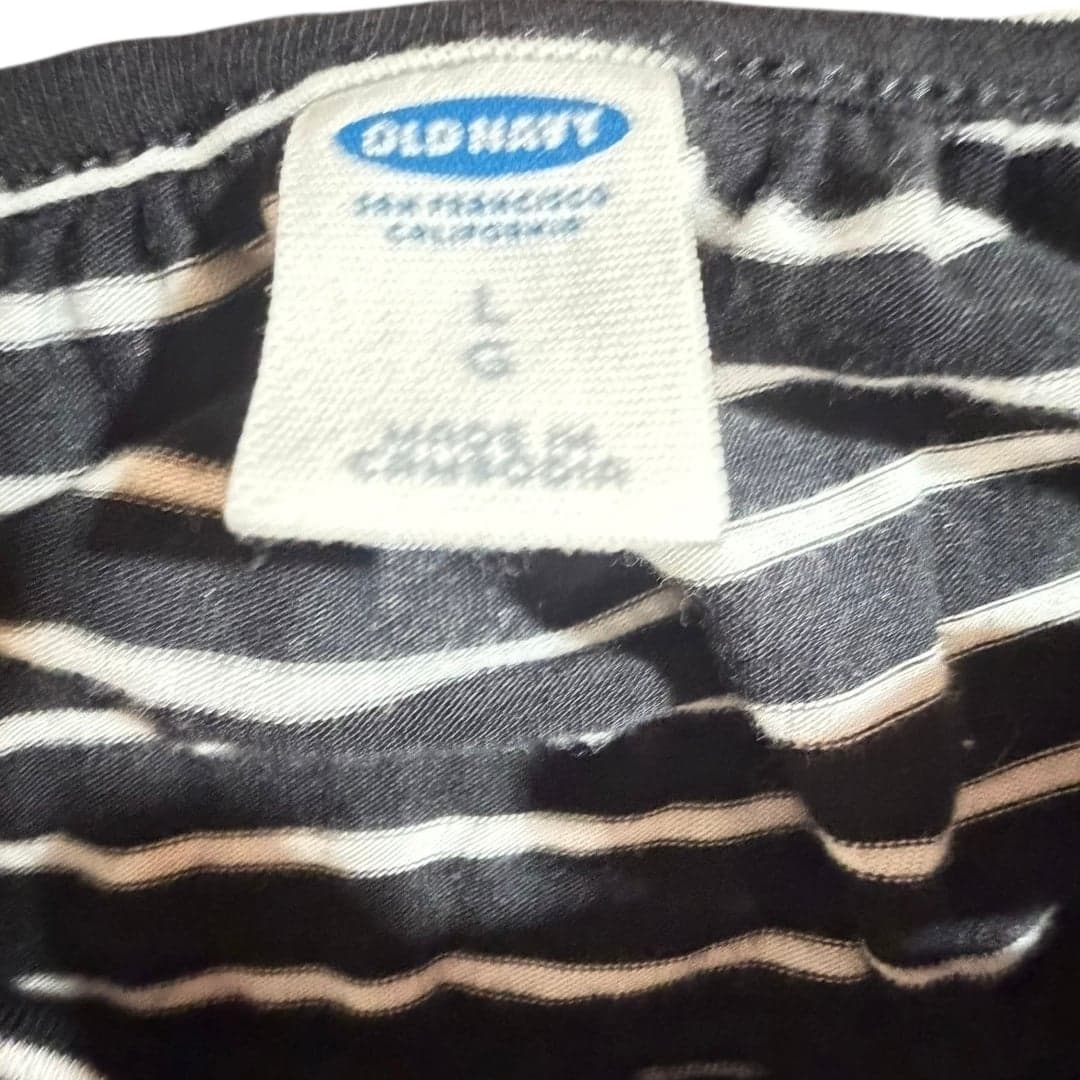 OLD NAVY
SAN FRANCISCO
CALIFORNIA
L
G
MADE IN
CAMBODIA